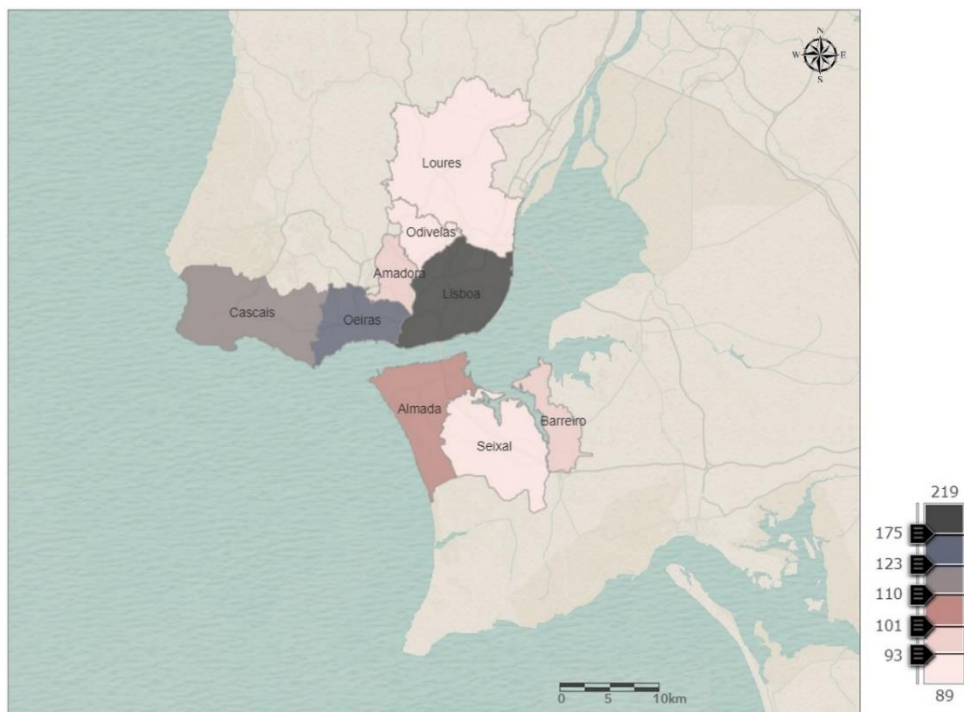 N
W E
S
Loures
Odivelas
Amadora
Lisboa
Cascais
Oeiras
Almada
Barreiro
Seixal
219
175
123
110
101
93
89
0 5 10km